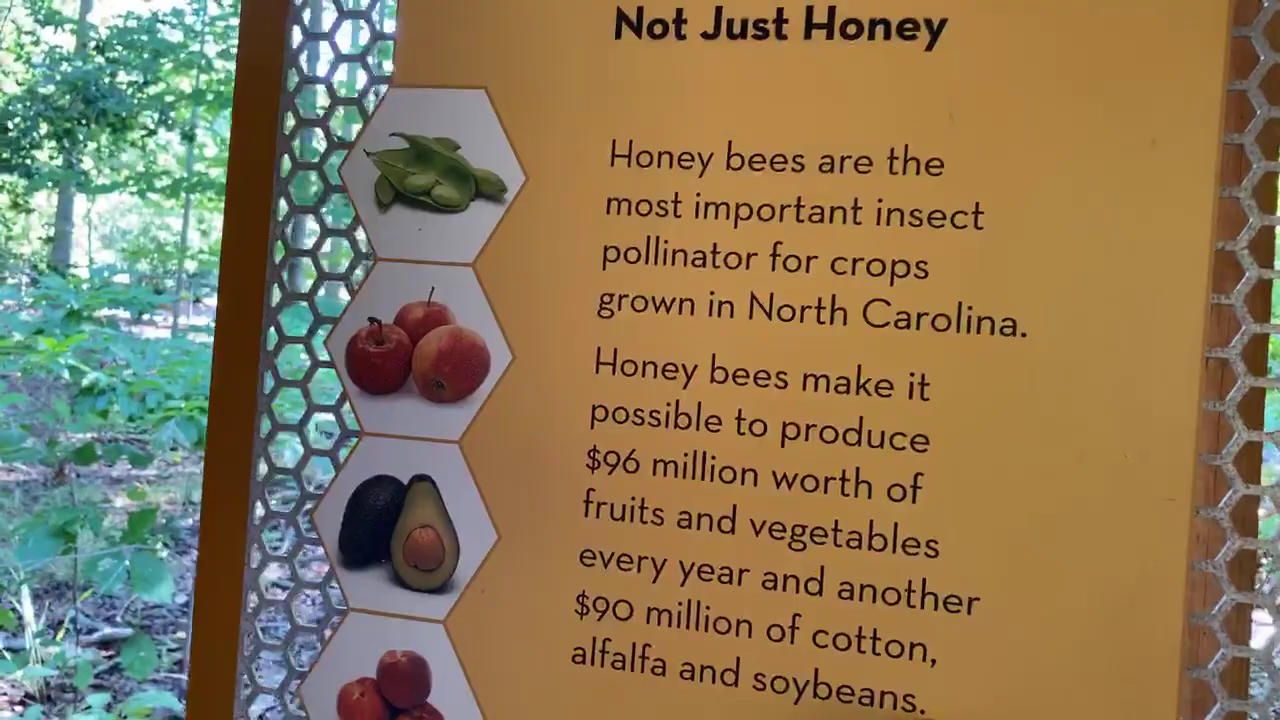 Not Just Honey
Honey bees are the
most important insect
pollinator for crops
grown in North Carolina.
Honey bees make it
possible to produce
$96 million worth of
fruits and vegetables
every year and another
$90 million of cotton,
alfalfa and soybeans.